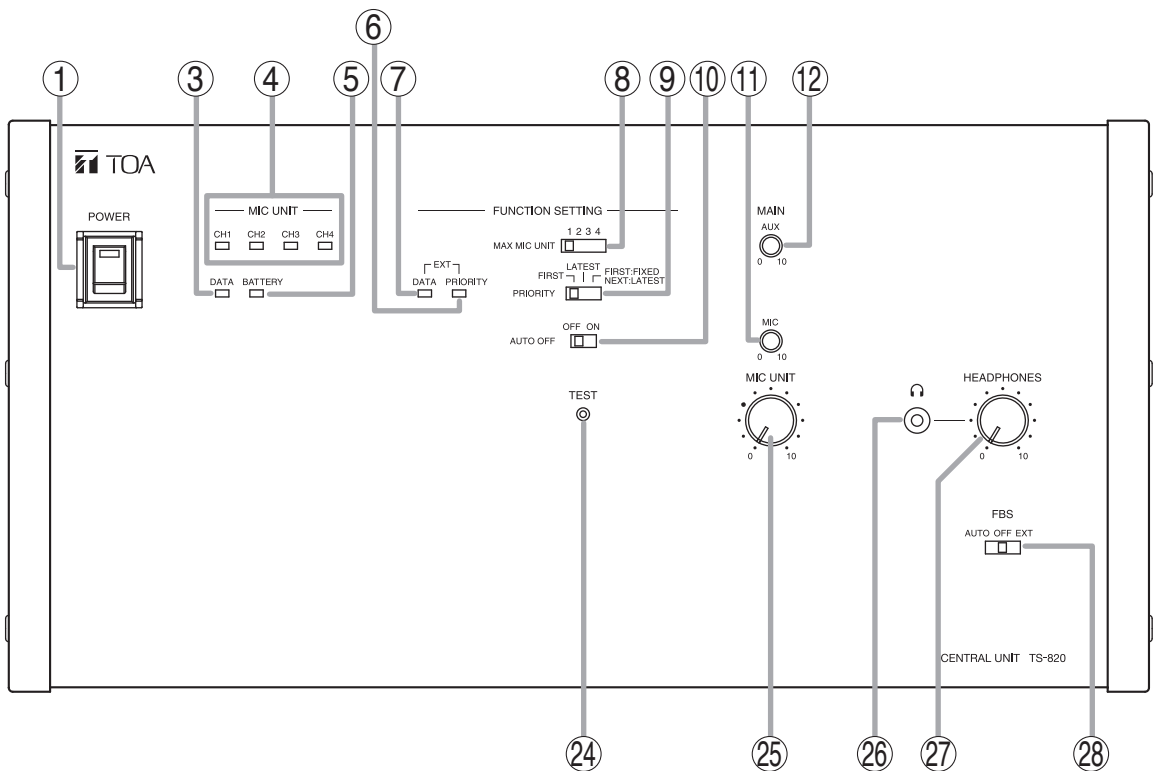 ⑥
① ③ ④ ⑤ ⑦ ⑧ ⑨ ⑩ ⑪ ⑫
TOA
POWER
MIC UNIT
CH1 CH2 CH3 CH4
DATA BATTERY
FUNCTION SETTING
1 2 3 4
MAX MIC UNIT
EXT
DATA PRIORITY
LATEST
FIRST
FIRST:FIXED
NEXT:LATEST
PRIORITY
OFF ON
AUTO OFF
TEST
MAIN
AUX
0 10
MIC
0 10
MIC UNIT
0 10
HEADPHONES
0 10
FBS
AUTO OFF EXT
CENTRAL UNIT TS-820
㉔ ㉕ ㉖ ㉗ ㉘